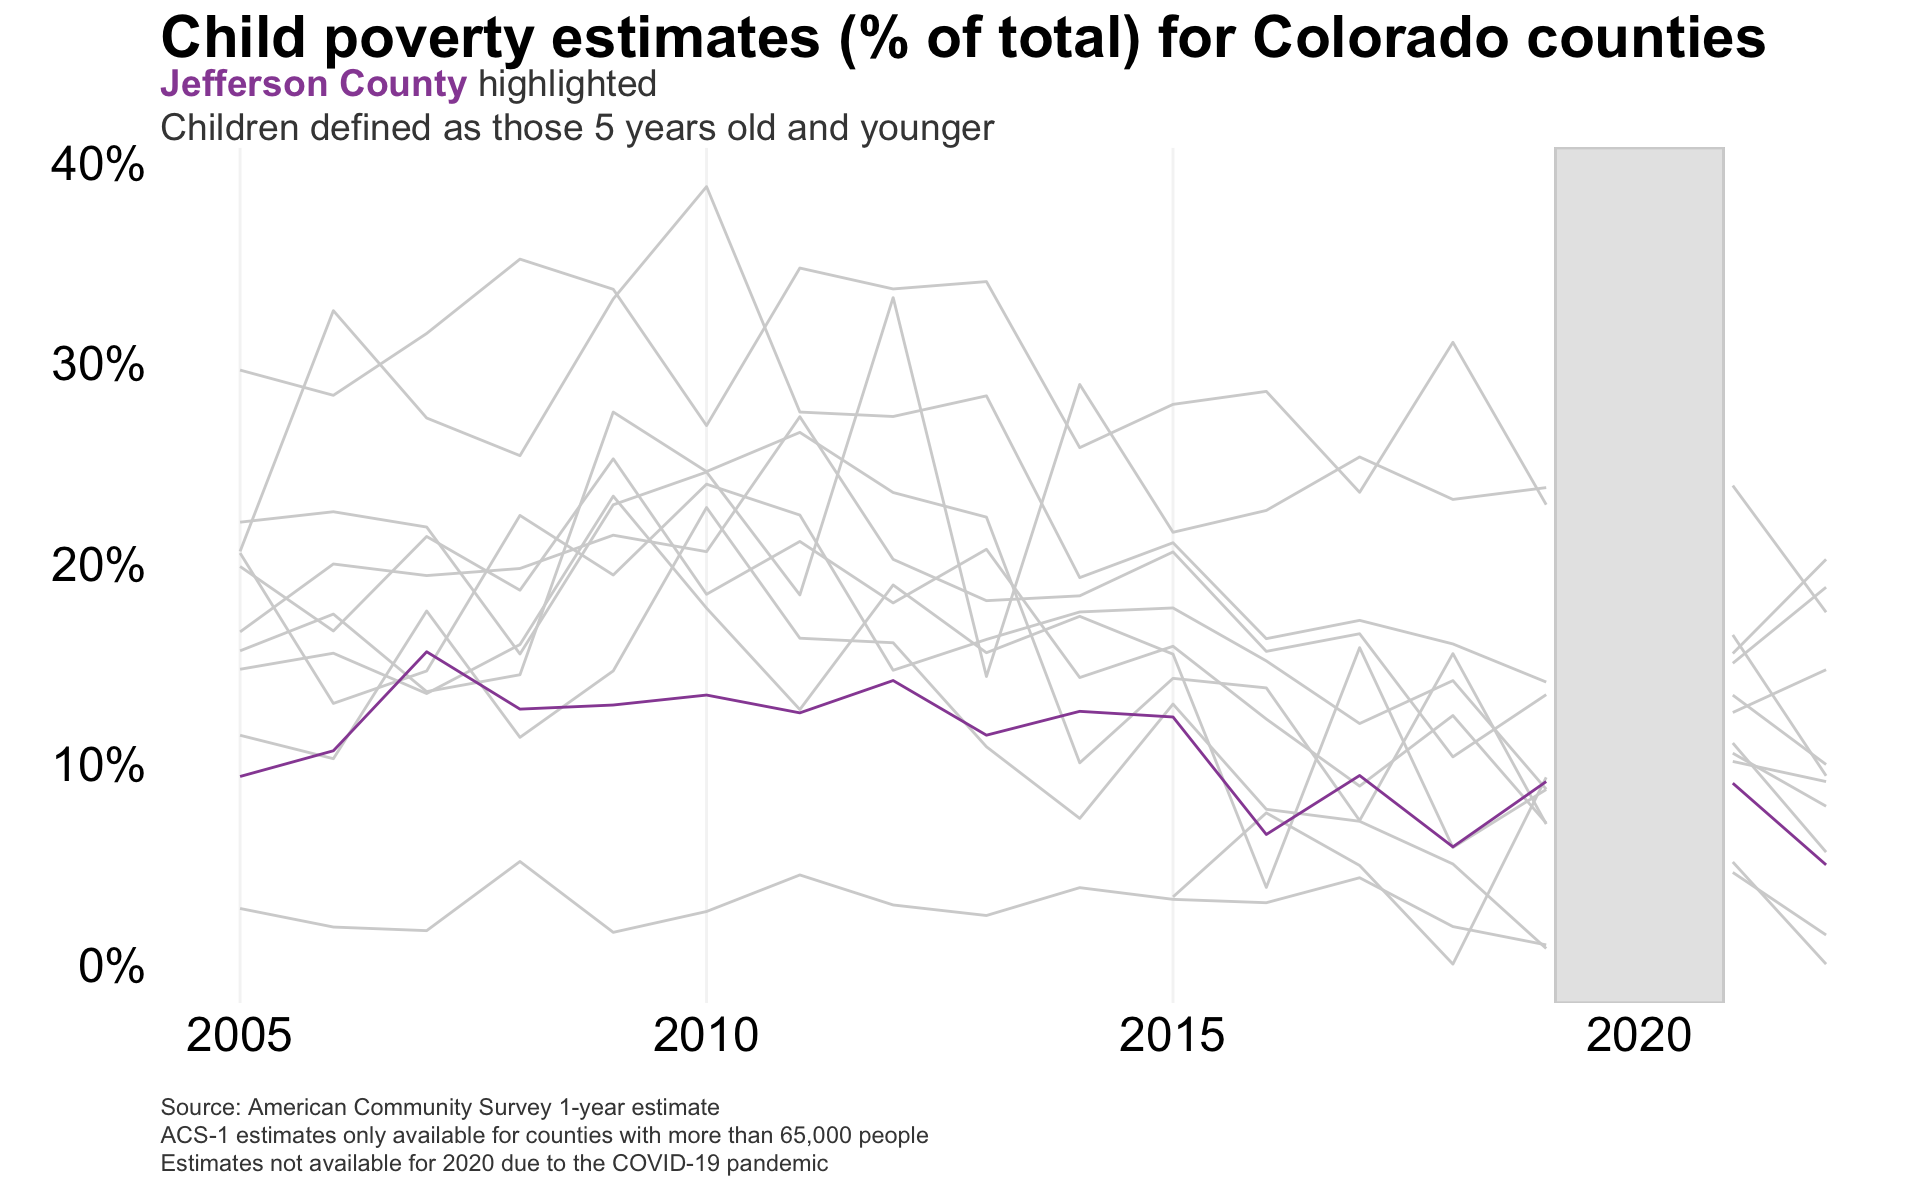 Child poverty estimates (% of total) for Colorado counties
Jefferson County highlighted
Children defined as those 5 years old and younger
40%
30%
20%
10%
0%
2005 2010 2015 2020
Source: American Community Survey 1-year estimate
ACS-1 estimates only available for counties with more than 65,000 people
Estimates not available for 2020 due to the COVID-19 pandemic